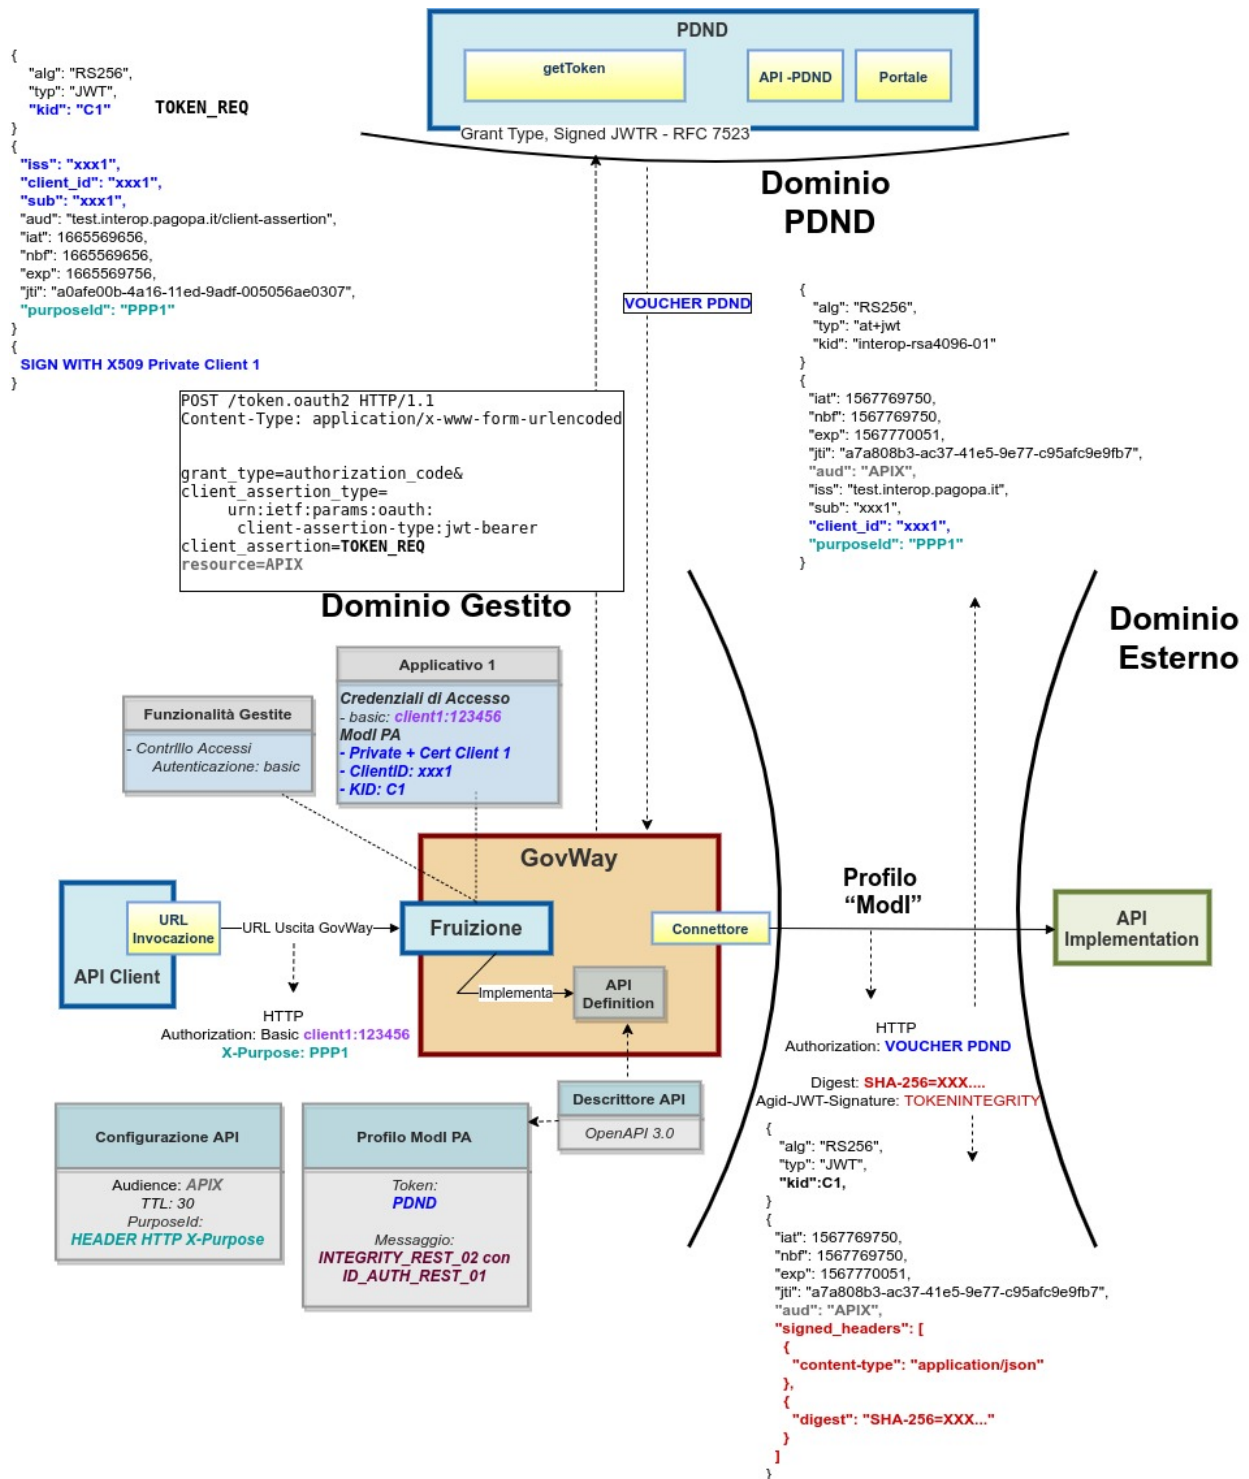 PDND
getToken
API -PDND
Portale
Grant Type, Signed JWTR - RFC 7523
{
"alg": "RS256",
"typ": "JWT",
"kid": "C1"
TOKEN_REQ
}
{
"iss": "xxx1",
"client_id": "xxx1",
"sub": "xxx1",
"aud": "test.interop.pagopa.it/client-assertion",
"iat": 1665569656,
"nbf": 1665569656,
"exp": 1665569756,
"jti": "a0afe00b-4a16-11ed-9adf-005056ae0307",
"purposeId": "PPP1"
}
{
SIGN WITH X509 Private Client 1
}
Dominio
PDND
VOUCHER PDND
{
"alg": "RS256",
"typ": "at+jwt
"kid": "interop-rsa4096-01"
}
{
"iat": 1567769750,
"nbf": 1567769750,
"exp": 1567770051,
"jti": "a7a808b3-ac37-41e5-9e77-c95afc9e9fb7",
"aud": "APIX",
"iss": "test.interop.pagopa.it",
"sub": "xxx1",
"client_id": "xxx1",
"purposeId": "PPP1"
}
POST /token.oauth2 HTTP/1.1
Content-Type: application/x-www-form-urlencoded
grant_type=authorization_code&
client_assertion_type=
urn:ietf:params:oauth:
client-assertion-type:jwt-bearer
client_assertion=TOKEN_REQ
resource=APIX
Dominio Gestito
Dominio
Esterno
Funzionalità Gestite
- Contrlllo Accessi
Autenticazione: basic
Applicativo 1
Credenziali di Accesso
- basic: client1:123456
ModI PA
- Private + Cert Client 1
- ClientID: xxx1
- KID: C1
GovWay
Profilo
“ModI”
URL
Invocazione
API Client
URL Uscita GovWay
Fruizione
Connettore
API
Implementation
Implementa
API
Definition
HTTP
Authorization: Basic client1:123456
X-Purpose: PPP1
HTTP
Authorization: VOUCHER PDND
Digest: SHA-256=XXX....
Agid-JWT-Signature: TOKENINTEGRITY
{
"alg": "RS256",
"typ": "JWT",
"kid":C1,
}
{
"iat": 1567769750,
"nbf": 1567769750,
"exp": 1567770051,
"jti": "a7a808b3-ac37-41e5-9e77-c95afc9e9fb7",
"aud": "APIX",
"signed_headers": [
{
"content-type": "application/json"
},
{
"digest": "SHA-256=XXX..."
}
]
}
Configurazione API
Audience: APIX
TTL: 30
PurposeId:
HEADER HTTP X-Purpose
Profilo ModI PA
Token:
PDND
Messaggio:
INTEGRITY_REST_02 con
ID_AUTH_REST_01
Descrittore API
OpenAPI 3.0